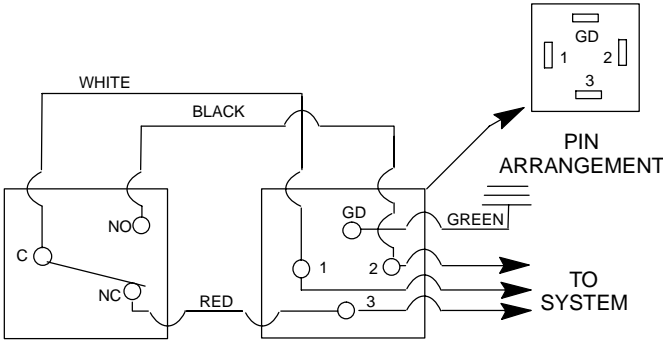 GD
1 2
3
WHITE
BLACK
PIN
ARRANGEMENT
NO
GD
GREEN
C
1 2
NC
TO
SYSTEM
RED
3